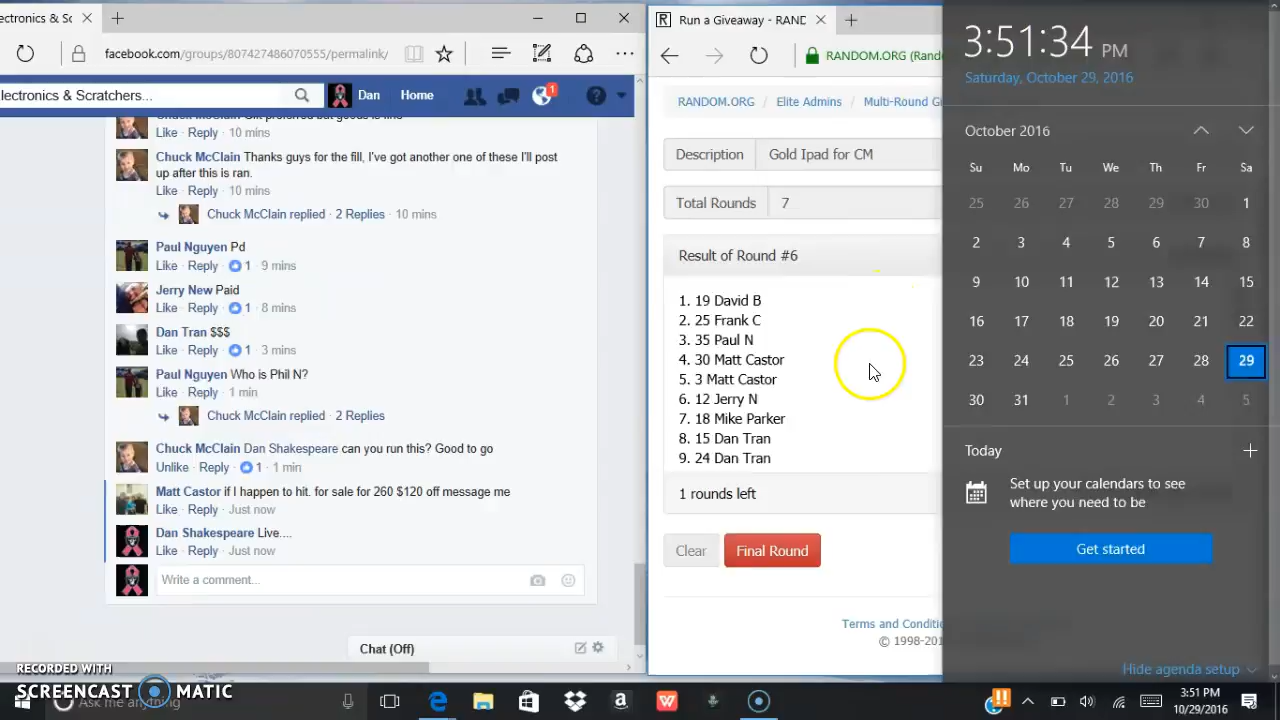 ectronics & Sc
Run a Giveaway - RAND
3:51:34 PM
Saturday, October 29, 2016
facebook.com/groups/807427486070555/permalink/
RANDOM.ORG (Rando
lectronics & Scratchers...
Dan
Home
1
?
RANDOM.ORG / Elite Admins / Multi-Round Gi
Like · Reply · 10 mins
Chuck McClain Thanks guys for the fill, I've got another one of these I'll post
up after this is ran.
Like · Reply · 10 mins
Chuck McClain replied · 2 Replies · 10 mins
Paul Nguyen Pd
Like · Reply · 1 · 9 mins
Jerry New Paid
Like · Reply · 1 · 8 mins
Dan Tran $$$
Like · Reply · 1 · 3 mins
Paul Nguyen Who is Phil N?
Like · Reply · 1 min
Chuck McClain replied · 2 Replies
Chuck McClain Dan Shakespeare can you run this? Good to go
Unlike · Reply · 1 · 1 min
Matt Castor if I happen to hit. for sale for 260 $120 off message me
Like · Reply · Just now
Dan Shakespeare Live....
Like · Reply · Just now
Write a comment...
Chat (Off)
Description Gold Ipad for CM
Total Rounds 7
Result of Round #6
1. 19 David B
2. 25 Frank C
3. 35 Paul N
4. 30 Matt Castor
5. 3 Matt Castor
6. 12 Jerry N
7. 18 Mike Parker
8. 15 Dan Tran
9. 24 Dan Tran
1 rounds left
Clear Final Round
Terms and Conditio
© 1998-201
October 2016
Su Mo Tu We Th Fr Sa
25 26 27 28 29 30 1
2 3 4 5 6 7 8
9 10 11 12 13 14 15
16 17 18 19 20 21 22
23 24 25 26 27 28 29
30 31 1 2 3 4 5
Today
Set up your calendars to see
where you need to be
Get started
Hide agenda setup
RECORDED WITH
SCREENCAST MATIC
Ask me anything
3:51 PM
10/29/2016